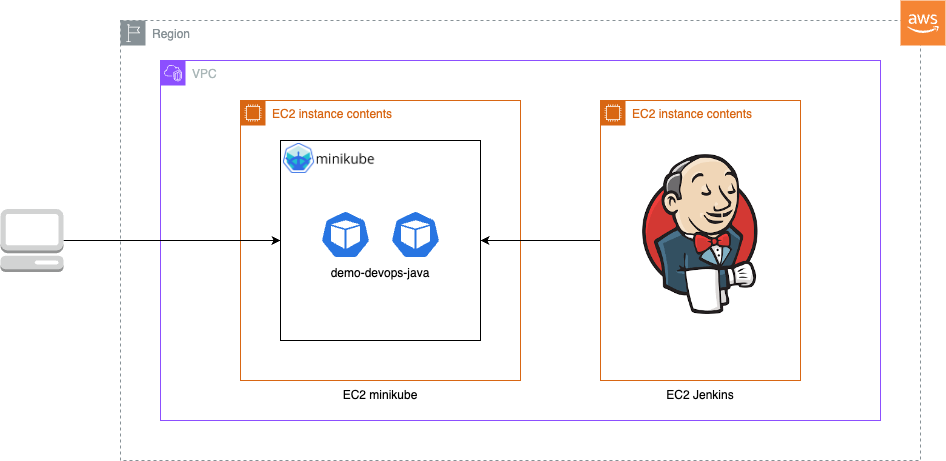 aws
Region
VPC
EC2 instance contents
EC2 instance contents
minikube
demo-devops-java
EC2 minikube
EC2 Jenkins